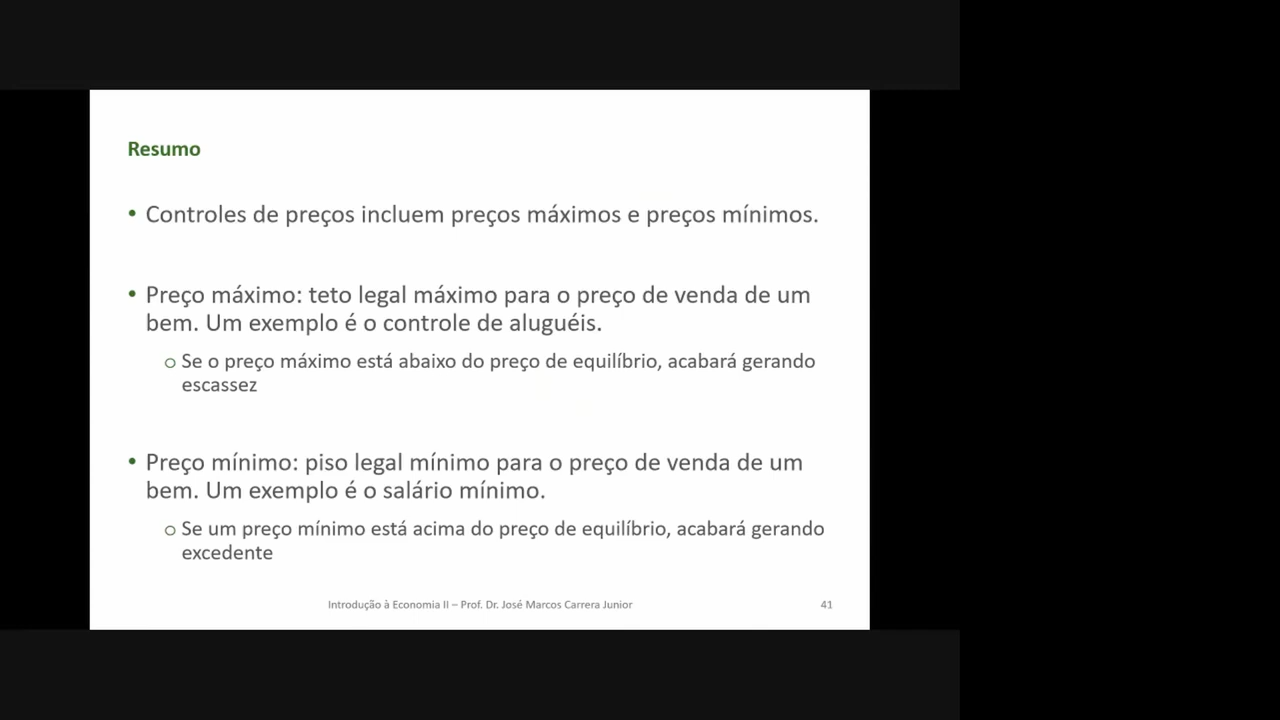 Resumo
• Controles de preços incluem preços máximos e preços mínimos.
• Preço máximo: teto legal máximo para o preço de venda de um
bem. Um exemplo é o controle de aluguéis.
o Se o preço máximo está abaixo do preço de equilíbrio, acabará gerando
escassez
• Preço mínimo: piso legal mínimo para o preço de venda de um
bem. Um exemplo é o salário mínimo.
o Se um preço mínimo está acima do preço de equilíbrio, acabará gerando
excedente
Introdução à Economia II – Prof. Dr. José Marcos Carrera Junior 41